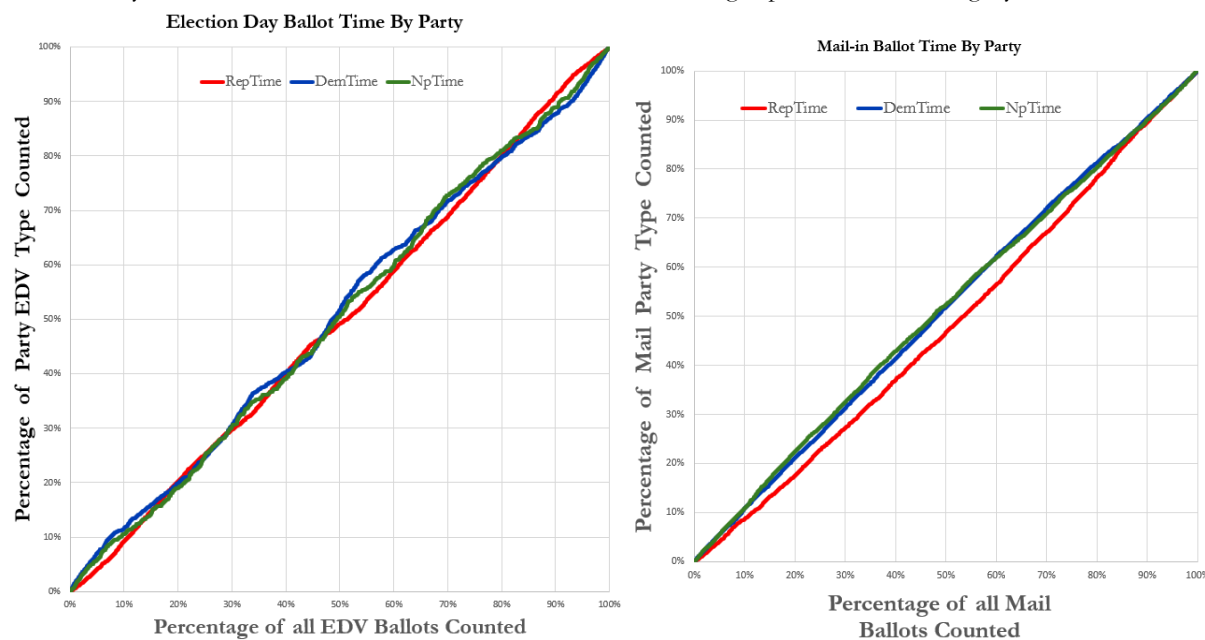 Election Day Ballot Time By Party
100%
90%
80%
70%
60%
50%
40%
30%
20%
10%
0%
RepTime DemTime NpTime
Percentage of Party EDV Type Counted
0% 10% 20% 30% 40% 50% 60% 70% 80% 90% 100%
Percentage of all EDV Ballots Counted
Mail-in Ballot Time By Party
100%
90%
80%
70%
60%
50%
40%
30%
20%
10%
0%
RepTime DemTime NpTime
Percentage of Mail Party Type Counted
0% 10% 20% 30% 40% 50% 60% 70% 80% 90% 100%
Percentage of all Mail
Ballots Counted